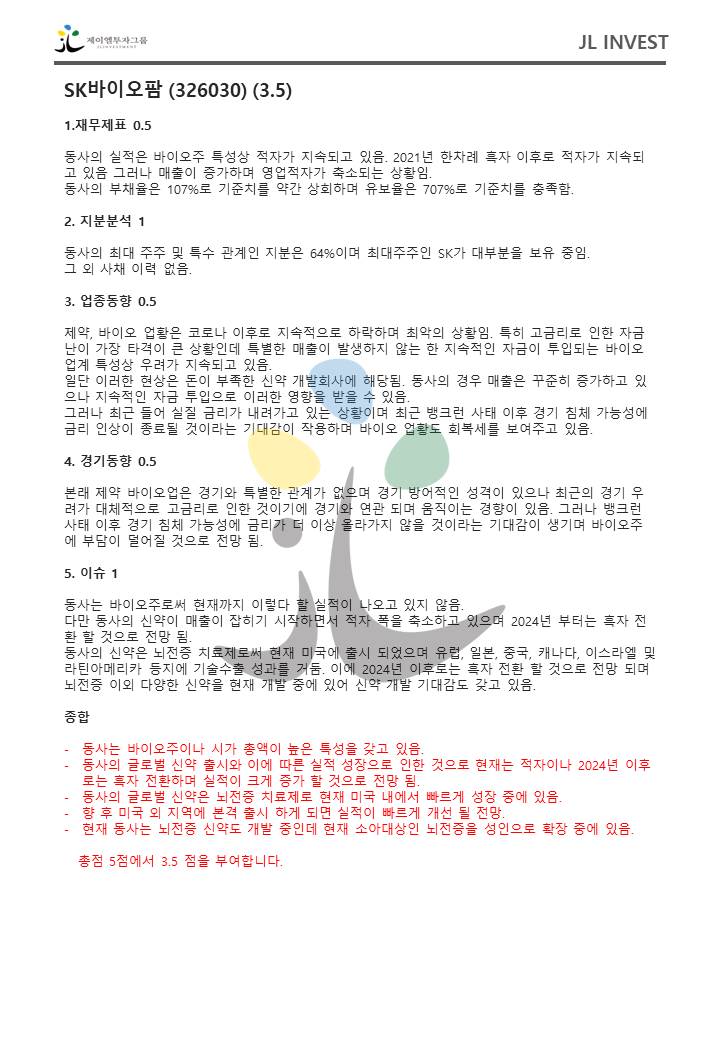 제이엘투자그룹
JLINVESTMENT
JL INVEST
SK바이오팜 (326030) (3.5)
1.재무제표 0.5
동사의 실적은 바이오주 특성상 적자가 지속되고 있음. 2021년 한차례 흑자 이후로 적자가 지속되
고 있음 그러나 매출이 증가하며 영업적자가 축소되는 상황임.
동사의 부채율은 107%로 기준치를 약간 상회하며 유보율은 707%로 기준치를 충족함.
2. 지분분석 1
동사의 최대 주주 및 특수 관계인 지분은 64%이며 최대주주인 SK가 대부분을 보유 중임.
그 외 사채 이력 없음.
3. 업종동향 0.5
제약, 바이오 업황은 코로나 이후로 지속적으로 하락하며 최악의 상황임. 특히 고금리로 인한 자금
난이 가장 타격이 큰 상황인데 특별한 매출이 발생하지 않는 한 지속적인 자금이 투입되는 바이오
업계 특성상 우려가 지속되고 있음.
일단 이러한 현상은 돈이 부족한 신약 개발회사에 해당됨. 동사의 경우 매출은 꾸준히 증가하고 있
으나 지속적인 자금 투입으로 이러한 영향을 받을 수 있음.
그러나 최근 들어 실질 금리가 내려가고 있는 상황이며 최근 뱅크런 사태 이후 경기 침체 가능성에
금리 인상이 종료될 것이라는 기대감이 작용하며 바이오 업황도 회복세를 보여주고 있음.
4. 경기동향 0.5
본래 제약 바이오업은 경기와 특별한 관계가 없으며 경기 방어적인 성격이 있으나 최근의 경기 우
려가 대체적으로 고금리로 인한 것이기에 경기와 연관 되며 움직이는 경향이 있음. 그러나 뱅크런
사태 이후 경기 침체 가능성에 금리가 더 이상 올라가지 않을 것이라는 기대감이 생기며 바이오주
에 부담이 덜어질 것으로 전망 됨.
5. 이슈 1
동사는 바이오주로써 현재까지 이렇다 할 실적이 나오고 있지 않음.
다만 동사의 신약이 매출이 잡히기 시작하면서 적자 폭을 축소하고 있으며 2024년 부터는 흑자 전
환 할 것으로 전망 됨.
동사의 신약은 뇌전증 치료제로써 현재 미국에 출시 되었으며 유럽, 일본, 중국, 캐나다, 이스라엘 및
라틴아메리카 등지에 기술수출 성과를 거둠. 이에 2024년 이후로는 흑자 전환 할 것으로 전망 되며
뇌전증 이외 다양한 신약을 현재 개발 중에 있어 신약 개발 기대감도 갖고 있음.
종합
- 동사는 바이오주이나 시가 총액이 높은 특성을 갖고 있음.
- 동사의 글로벌 신약 출시와 이에 따른 실적 성장으로 인한 것으로 현재는 적자이나 2024년 이후
로는 흑자 전환하며 실적이 크게 증가 할 것으로 전망 됨.
- 동사의 글로벌 신약은 뇌전증 치료제로 현재 미국 내에서 빠르게 성장 중에 있음.
- 향 후 미국 외 지역에 본격 출시 하게 되면 실적이 빠르게 개선 될 전망.
- 현재 동사는 뇌전증 신약도 개발 중인데 현재 소아대상인 뇌전증을 성인으로 확장 중에 있음.
총점 5점에서 3.5 점을 부여합니다.